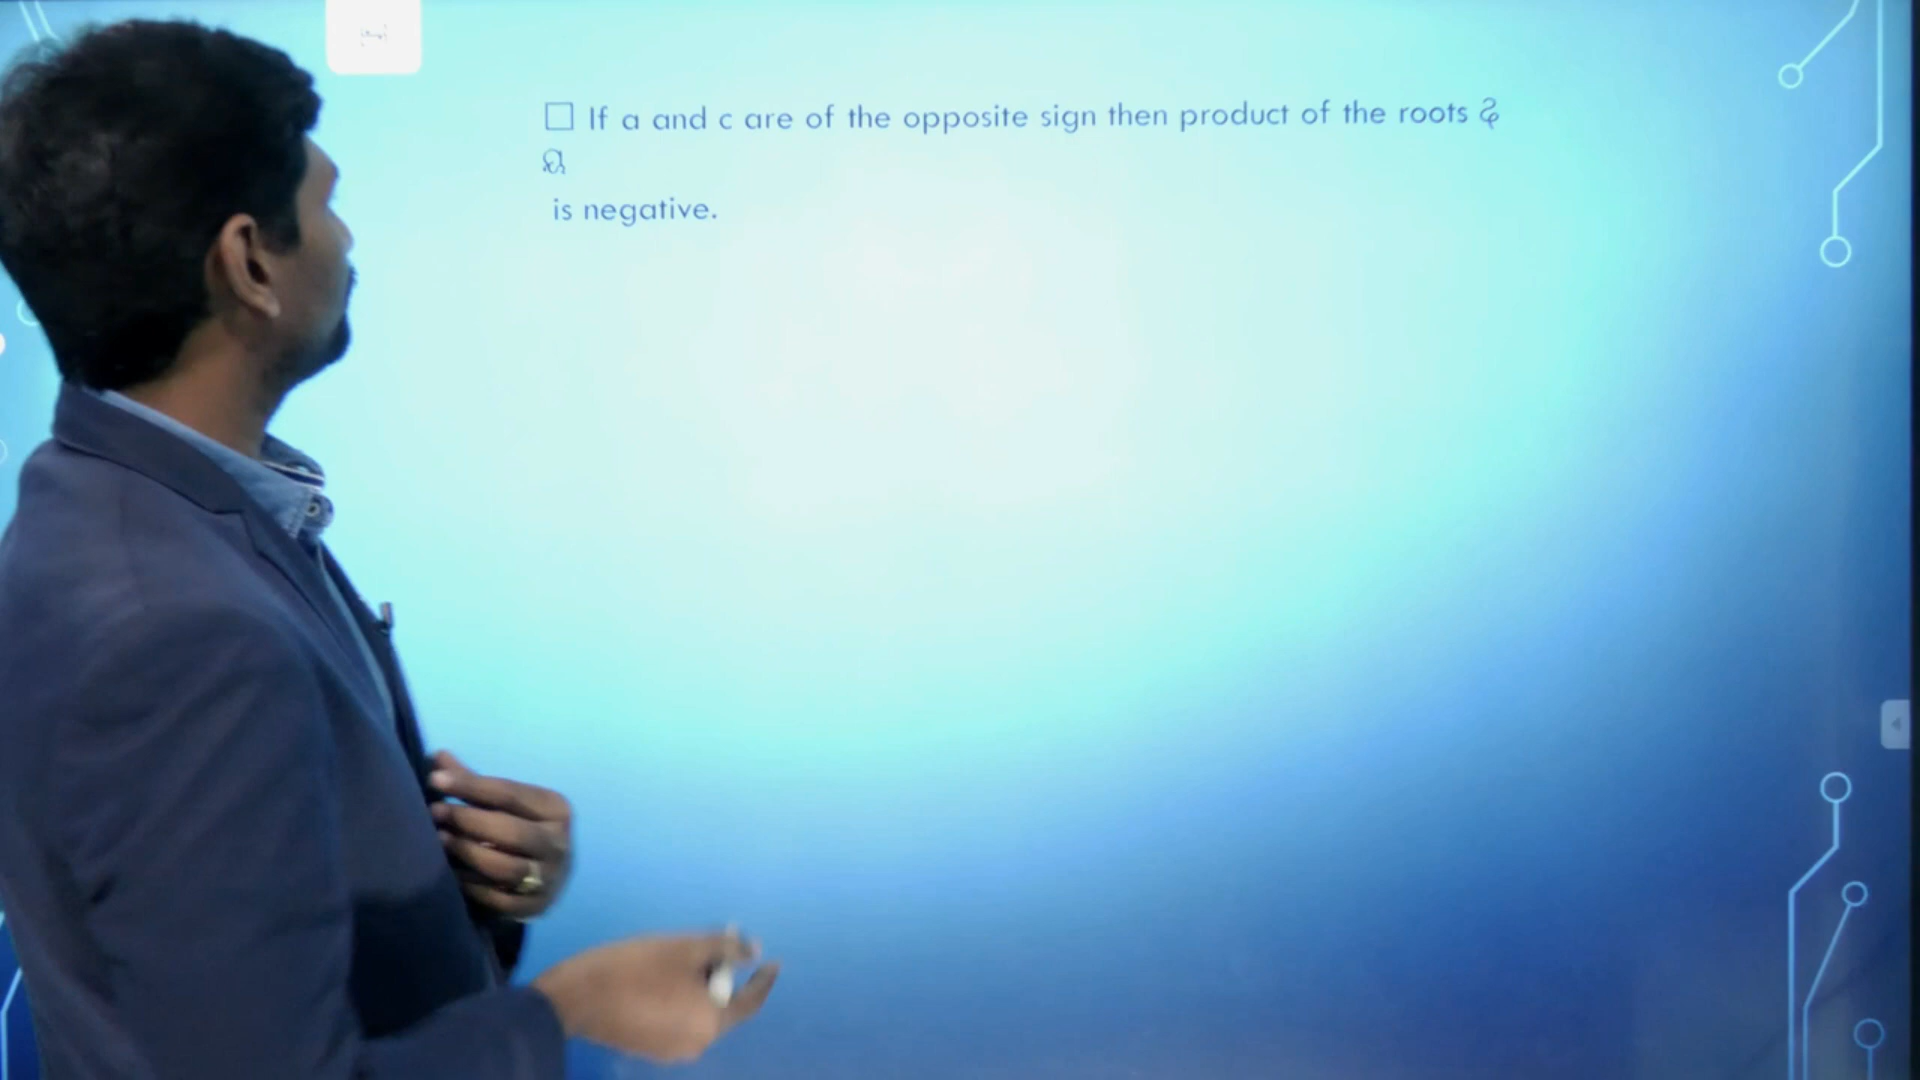 □ If a and c are of the opposite sign then product of the roots
is negative.